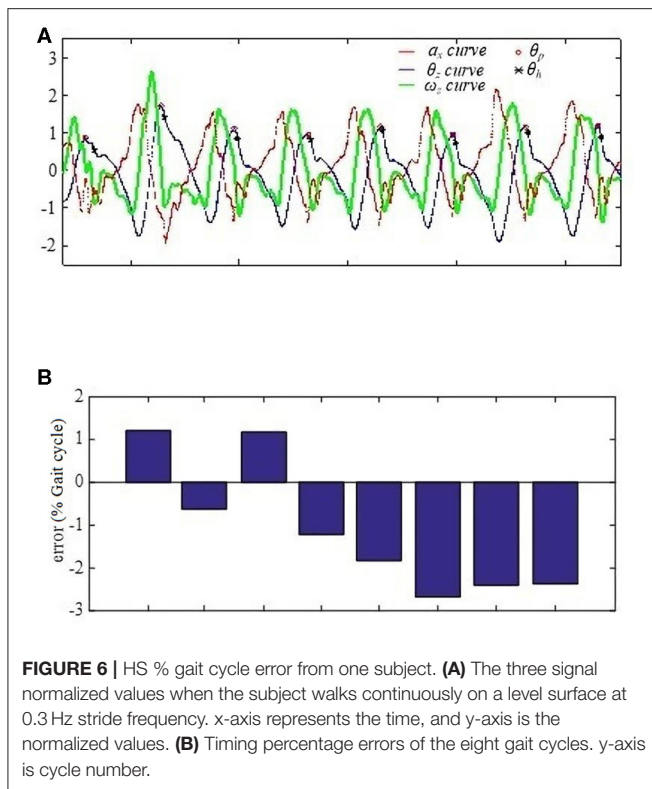 A
3
2
1
0
-1
-2
aₓ curve
θ_z curve
ω_z curve
θₚ
θₕ
B
2
1
0
-1
-2
-3
error (% Gait cycle)
FIGURE 6 | HS % gait cycle error from one subject. (A) The three signal
normalized values when the subject walks continuously on a level surface at
0.3 Hz stride frequency. x-axis represents the time, and y-axis is the
normalized values. (B) Timing percentage errors of the eight gait cycles. y-axis
is cycle number.